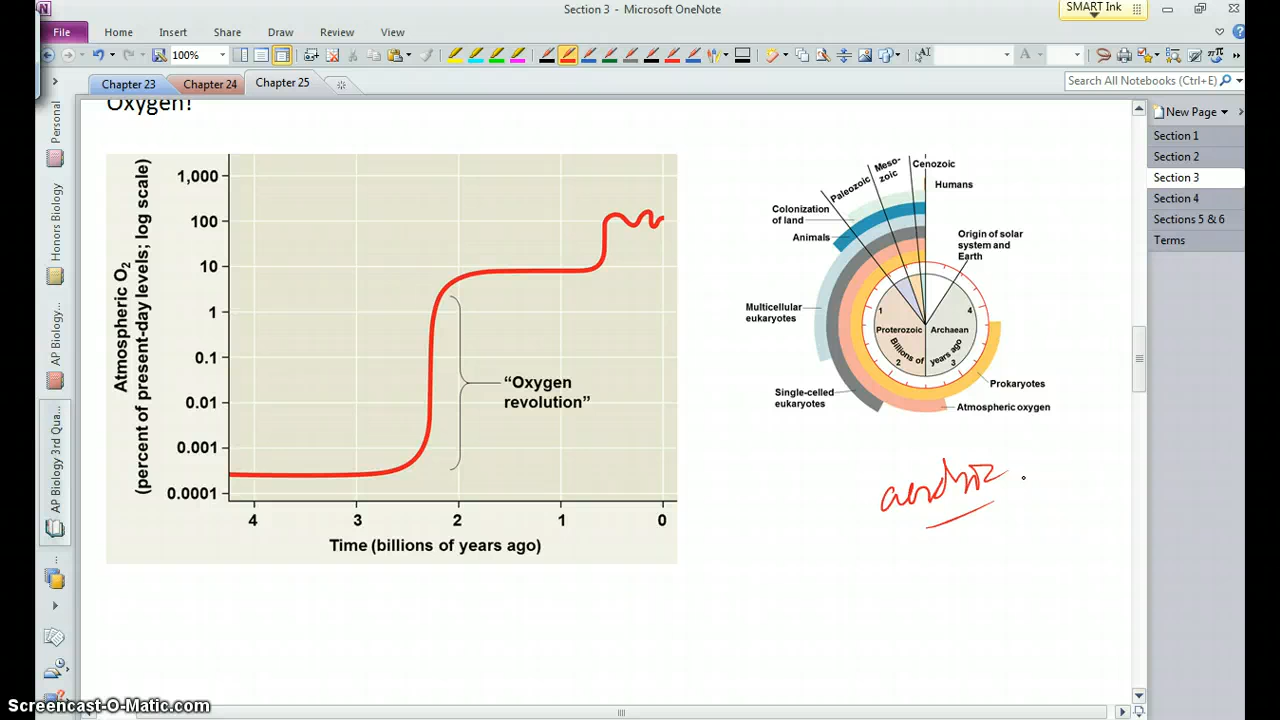 Section 3 - Microsoft OneNote
SMART Ink
File Home Insert Share Draw Review View
100%
Chapter 23 Chapter 24 Chapter 25
Search All Notebooks (Ctrl+E)
New Page
Section 1
Section 2
Section 3
Section 4
Sections 5 & 6
Terms
Personal
Honors Biology
AP Biology...
AP Biology 3rd Qua...
Oxygen!
Atmospheric O2
(percent of present-day levels; log scale)
1,000
100
10
1
0.1
0.01
0.001
0.0001
"Oxygen
revolution"
4 3 2 1 0
Time (billions of years ago)
Paleozoic
Meso-
zoic
Cenozoic
Humans
Colonization
of land
Animals
Origin of solar
system and
Earth
Multicellular
eukaryotes
1 4
Proterozoic Archaean
Billions of years ago
2 3
Prokaryotes
Single-celled
eukaryotes
Atmospheric oxygen
aerobic
Screencast-O-Matic.com